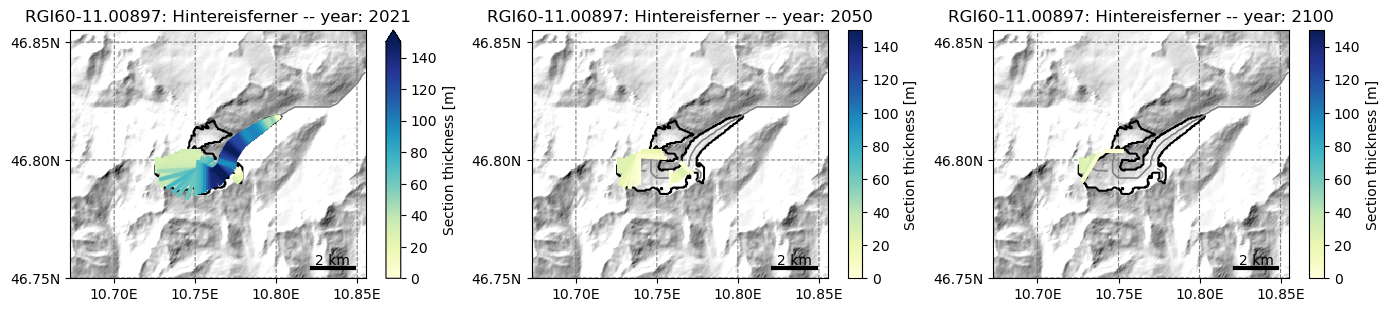 RGI60-11.00897: Hintereisferner -- year: 2021
46.85N
46.80N
46.75N
10.70E 10.75E 10.80E 10.85E
2 km
140
120
100
80
60
40
20
0
Section thickness [m]
RGI60-11.00897: Hintereisferner -- year: 2050
46.85N
46.80N
46.75N
10.70E 10.75E 10.80E 10.85E
2 km
140
120
100
80
60
40
20
0
Section thickness [m]
RGI60-11.00897: Hintereisferner -- year: 2100
46.85N
46.80N
46.75N
10.70E 10.75E 10.80E 10.85E
2 km
140
120
100
80
60
40
20
0
Section thickness [m]